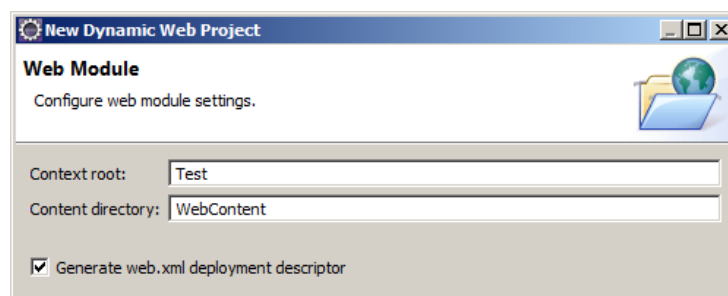 New Dynamic Web Project
Web Module
Configure web module settings.
Context root: Test
Content directory: WebContent
Generate web.xml deployment descriptor